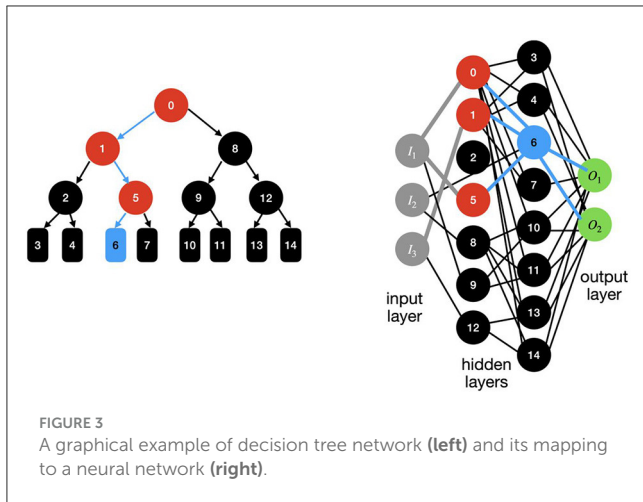 0
1
8
2
5
9
12
3 4 6 7 10 11 13 14
0
1
2
5
8
9
12
3
4
6
7
10
11
13
14
I1
I2
I3
O1
O2
input
layer
hidden
layers
output
layer
FIGURE 3
A graphical example of decision tree network (left) and its mapping
to a neural network (right).